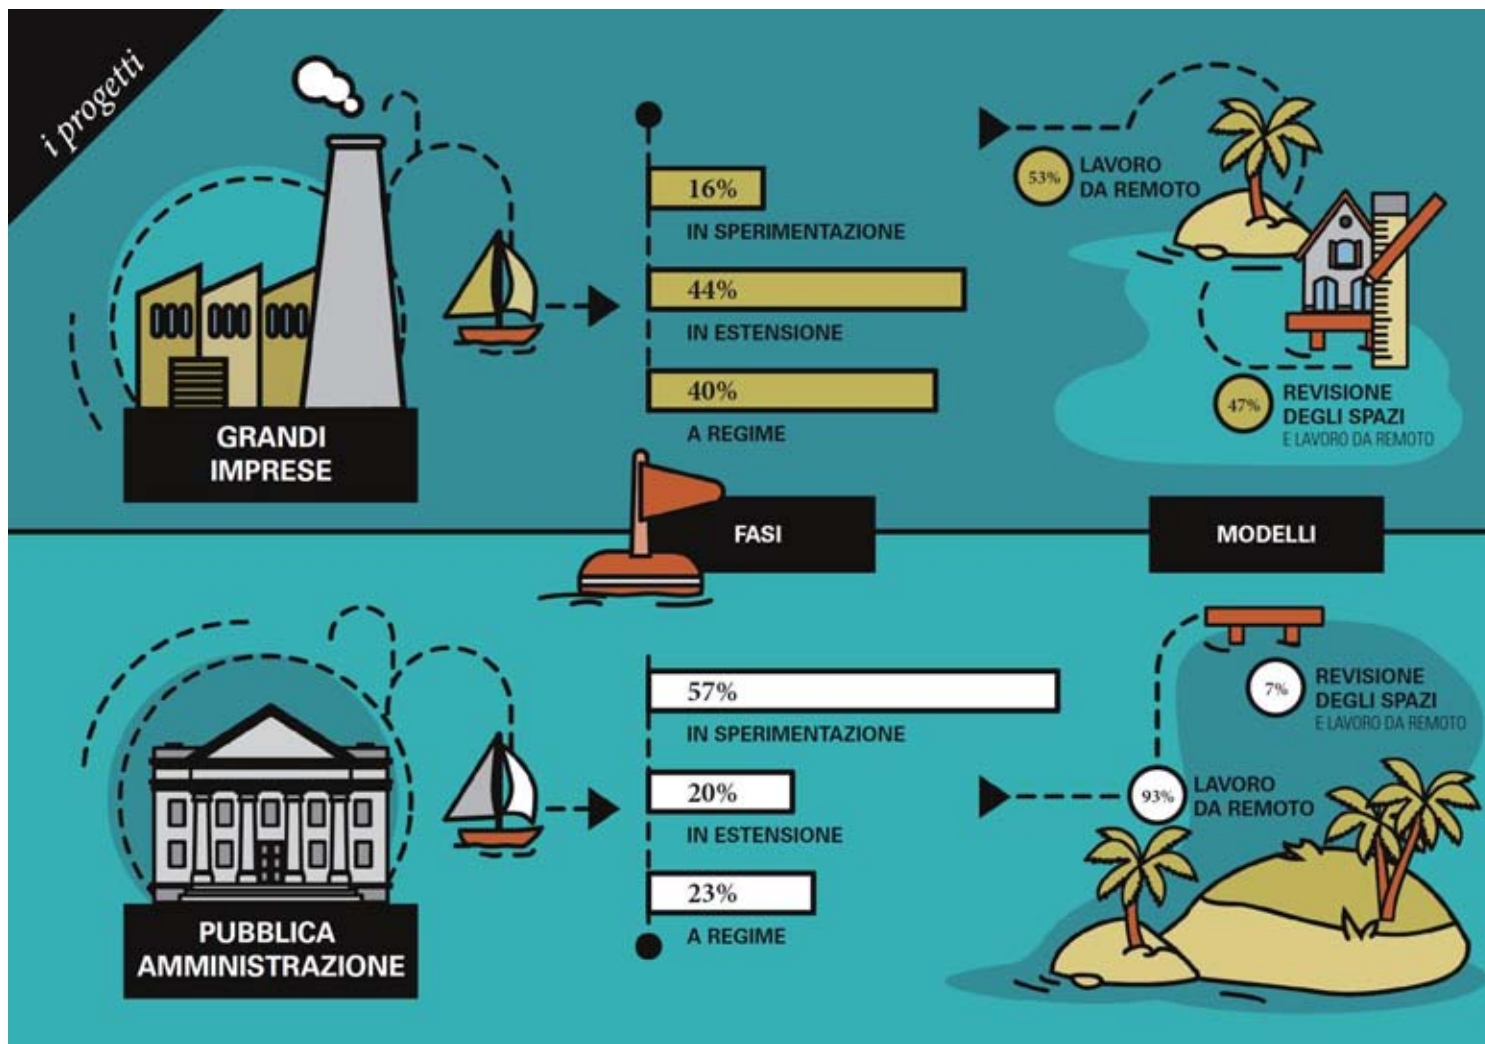 i progetti
GRANDI
IMPRESE
16%
IN SPERIMENTAZIONE
44%
IN ESTENSIONE
40%
A REGIME
53%
LAVORO
DA REMOTO
47%
REVISIONE
DEGLI SPAZI
E LAVORO DA REMOTO
FASI
MODELLI
PUBBLICA
AMMINISTRAZIONE
57%
IN SPERIMENTAZIONE
20%
IN ESTENSIONE
23%
A REGIME
7%
REVISIONE
DEGLI SPAZI
E LAVORO DA REMOTO
93%
LAVORO
DA REMOTO